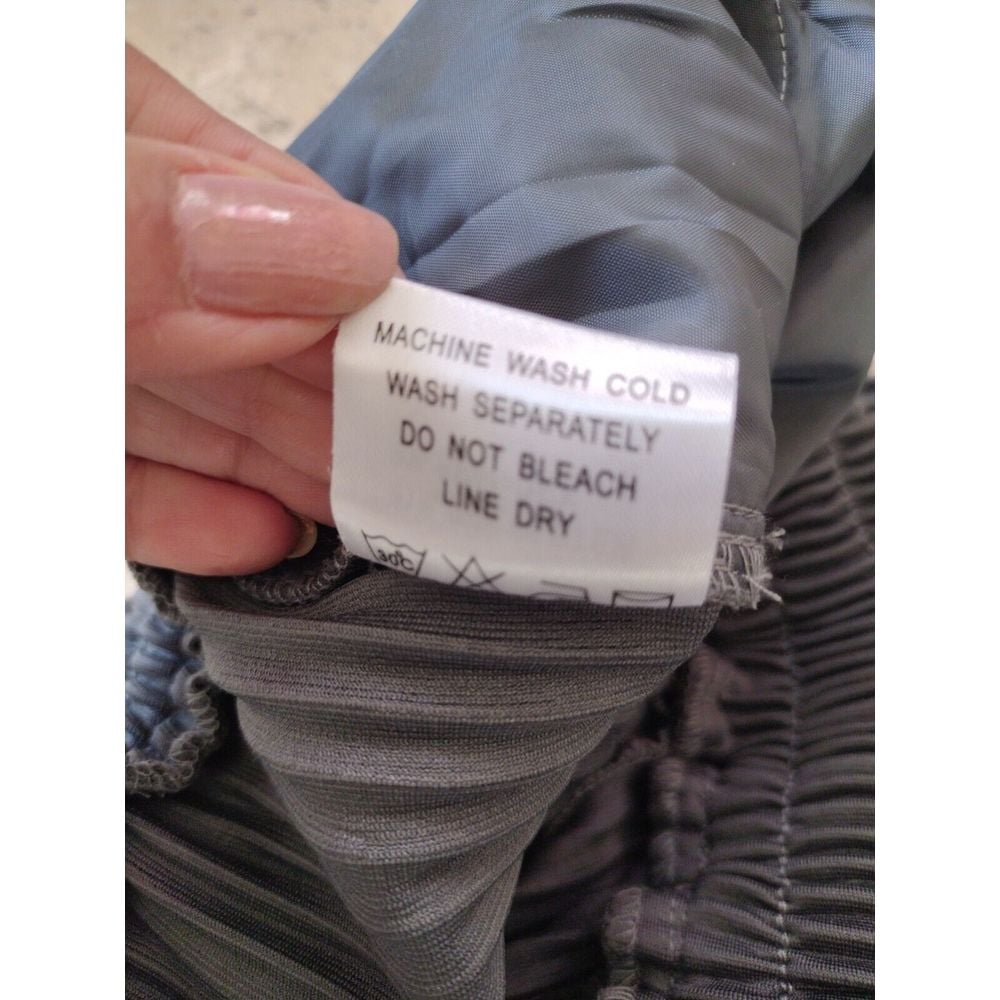 MACHINE WASH COLD
WASH SEPARATELY
DO NOT BLEACH
LINE DRY
30°C